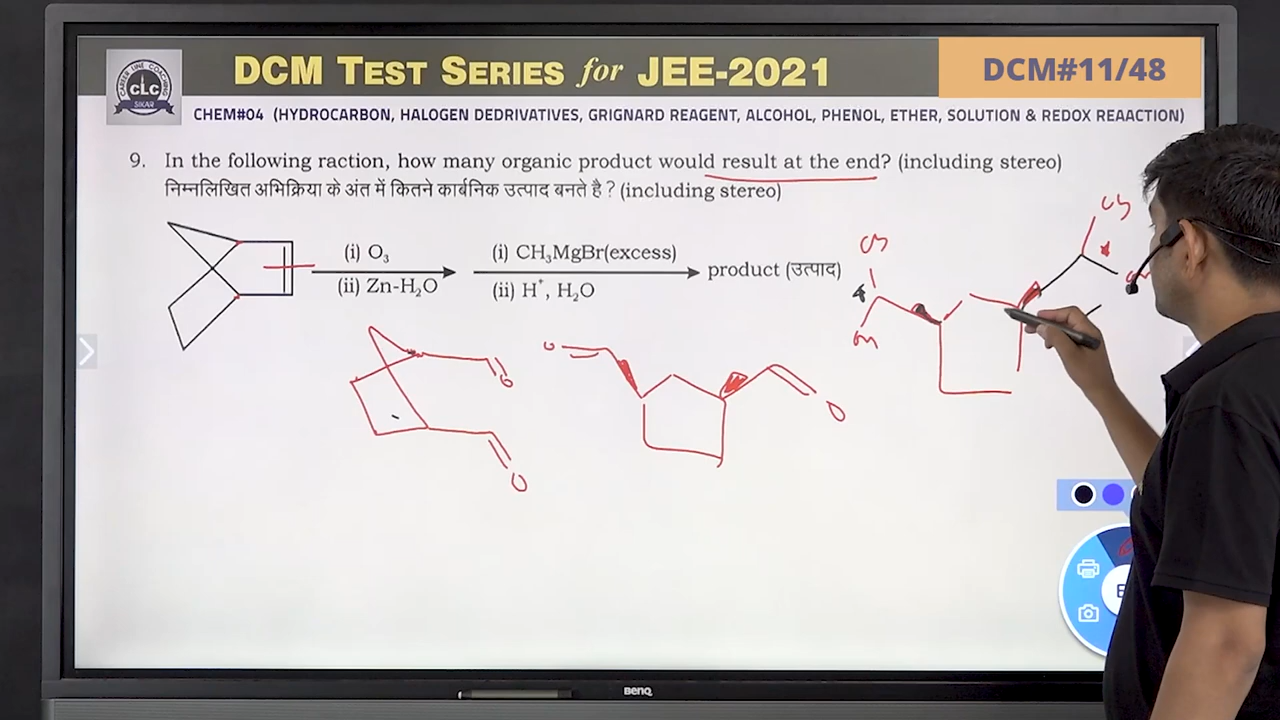 DCM TEST SERIES for JEE-2021
DCM#11/48
CAREER LINE COACHING
CLC
SIKAR
CHEM#04 (HYDROCARBON, HALOGEN DEDRIVATIVES, GRIGNARD REAGENT, ALCOHOL, PHENOL, ETHER, SOLUTION & REDOX REAACTION)
9. In the following raction, how many organic product would result at the end? (including stereo)
निम्नलिखित अभिक्रिया के अंत में कितने कार्बनिक उत्पाद बनते है? (including stereo)
(i) O₃
(ii) Zn-H₂O
(i) CH₃MgBr(excess)
(ii) H⁺, H₂O
product (उत्पाद)
O
O
O
O
BenQ